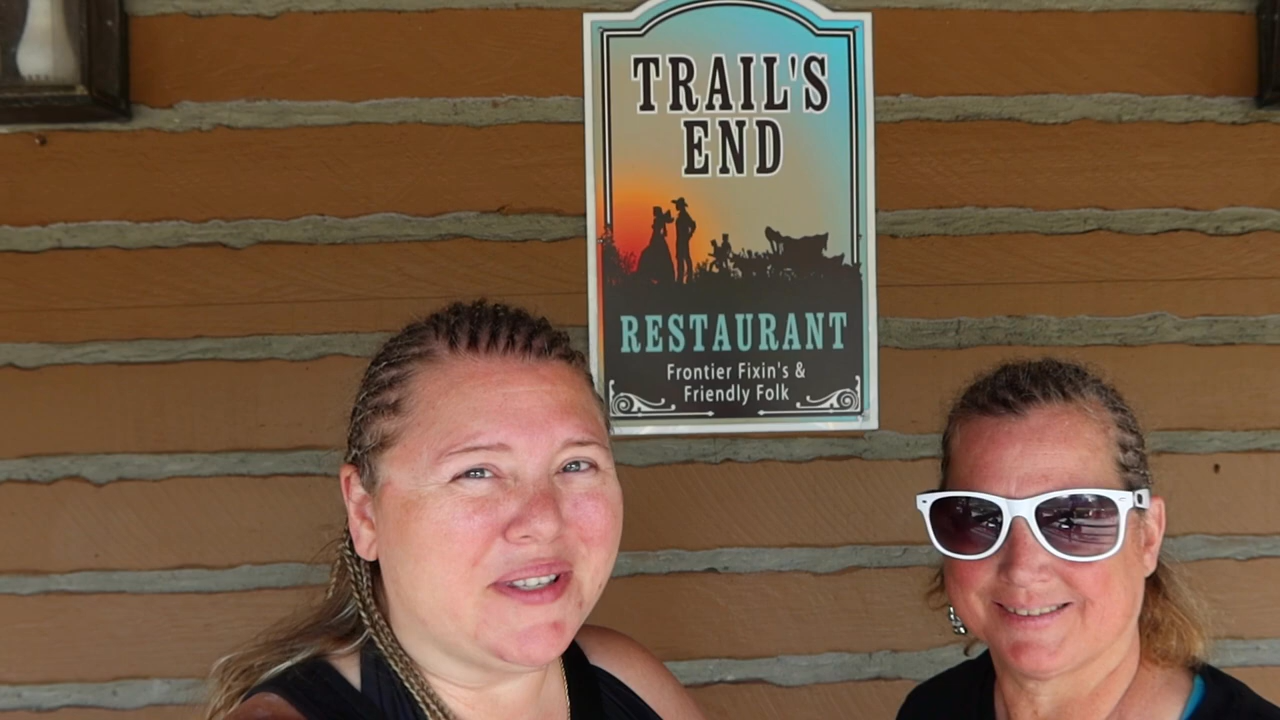 TRAIL'S
END
RESTAURANT
Frontier Fixin's &
Friendly Folk